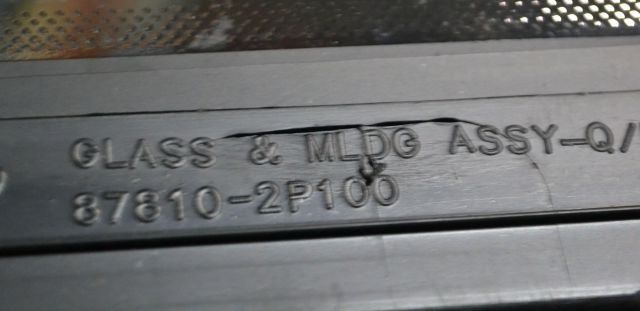 GLASS & MLDG ASSY-Q/
87810-2P100